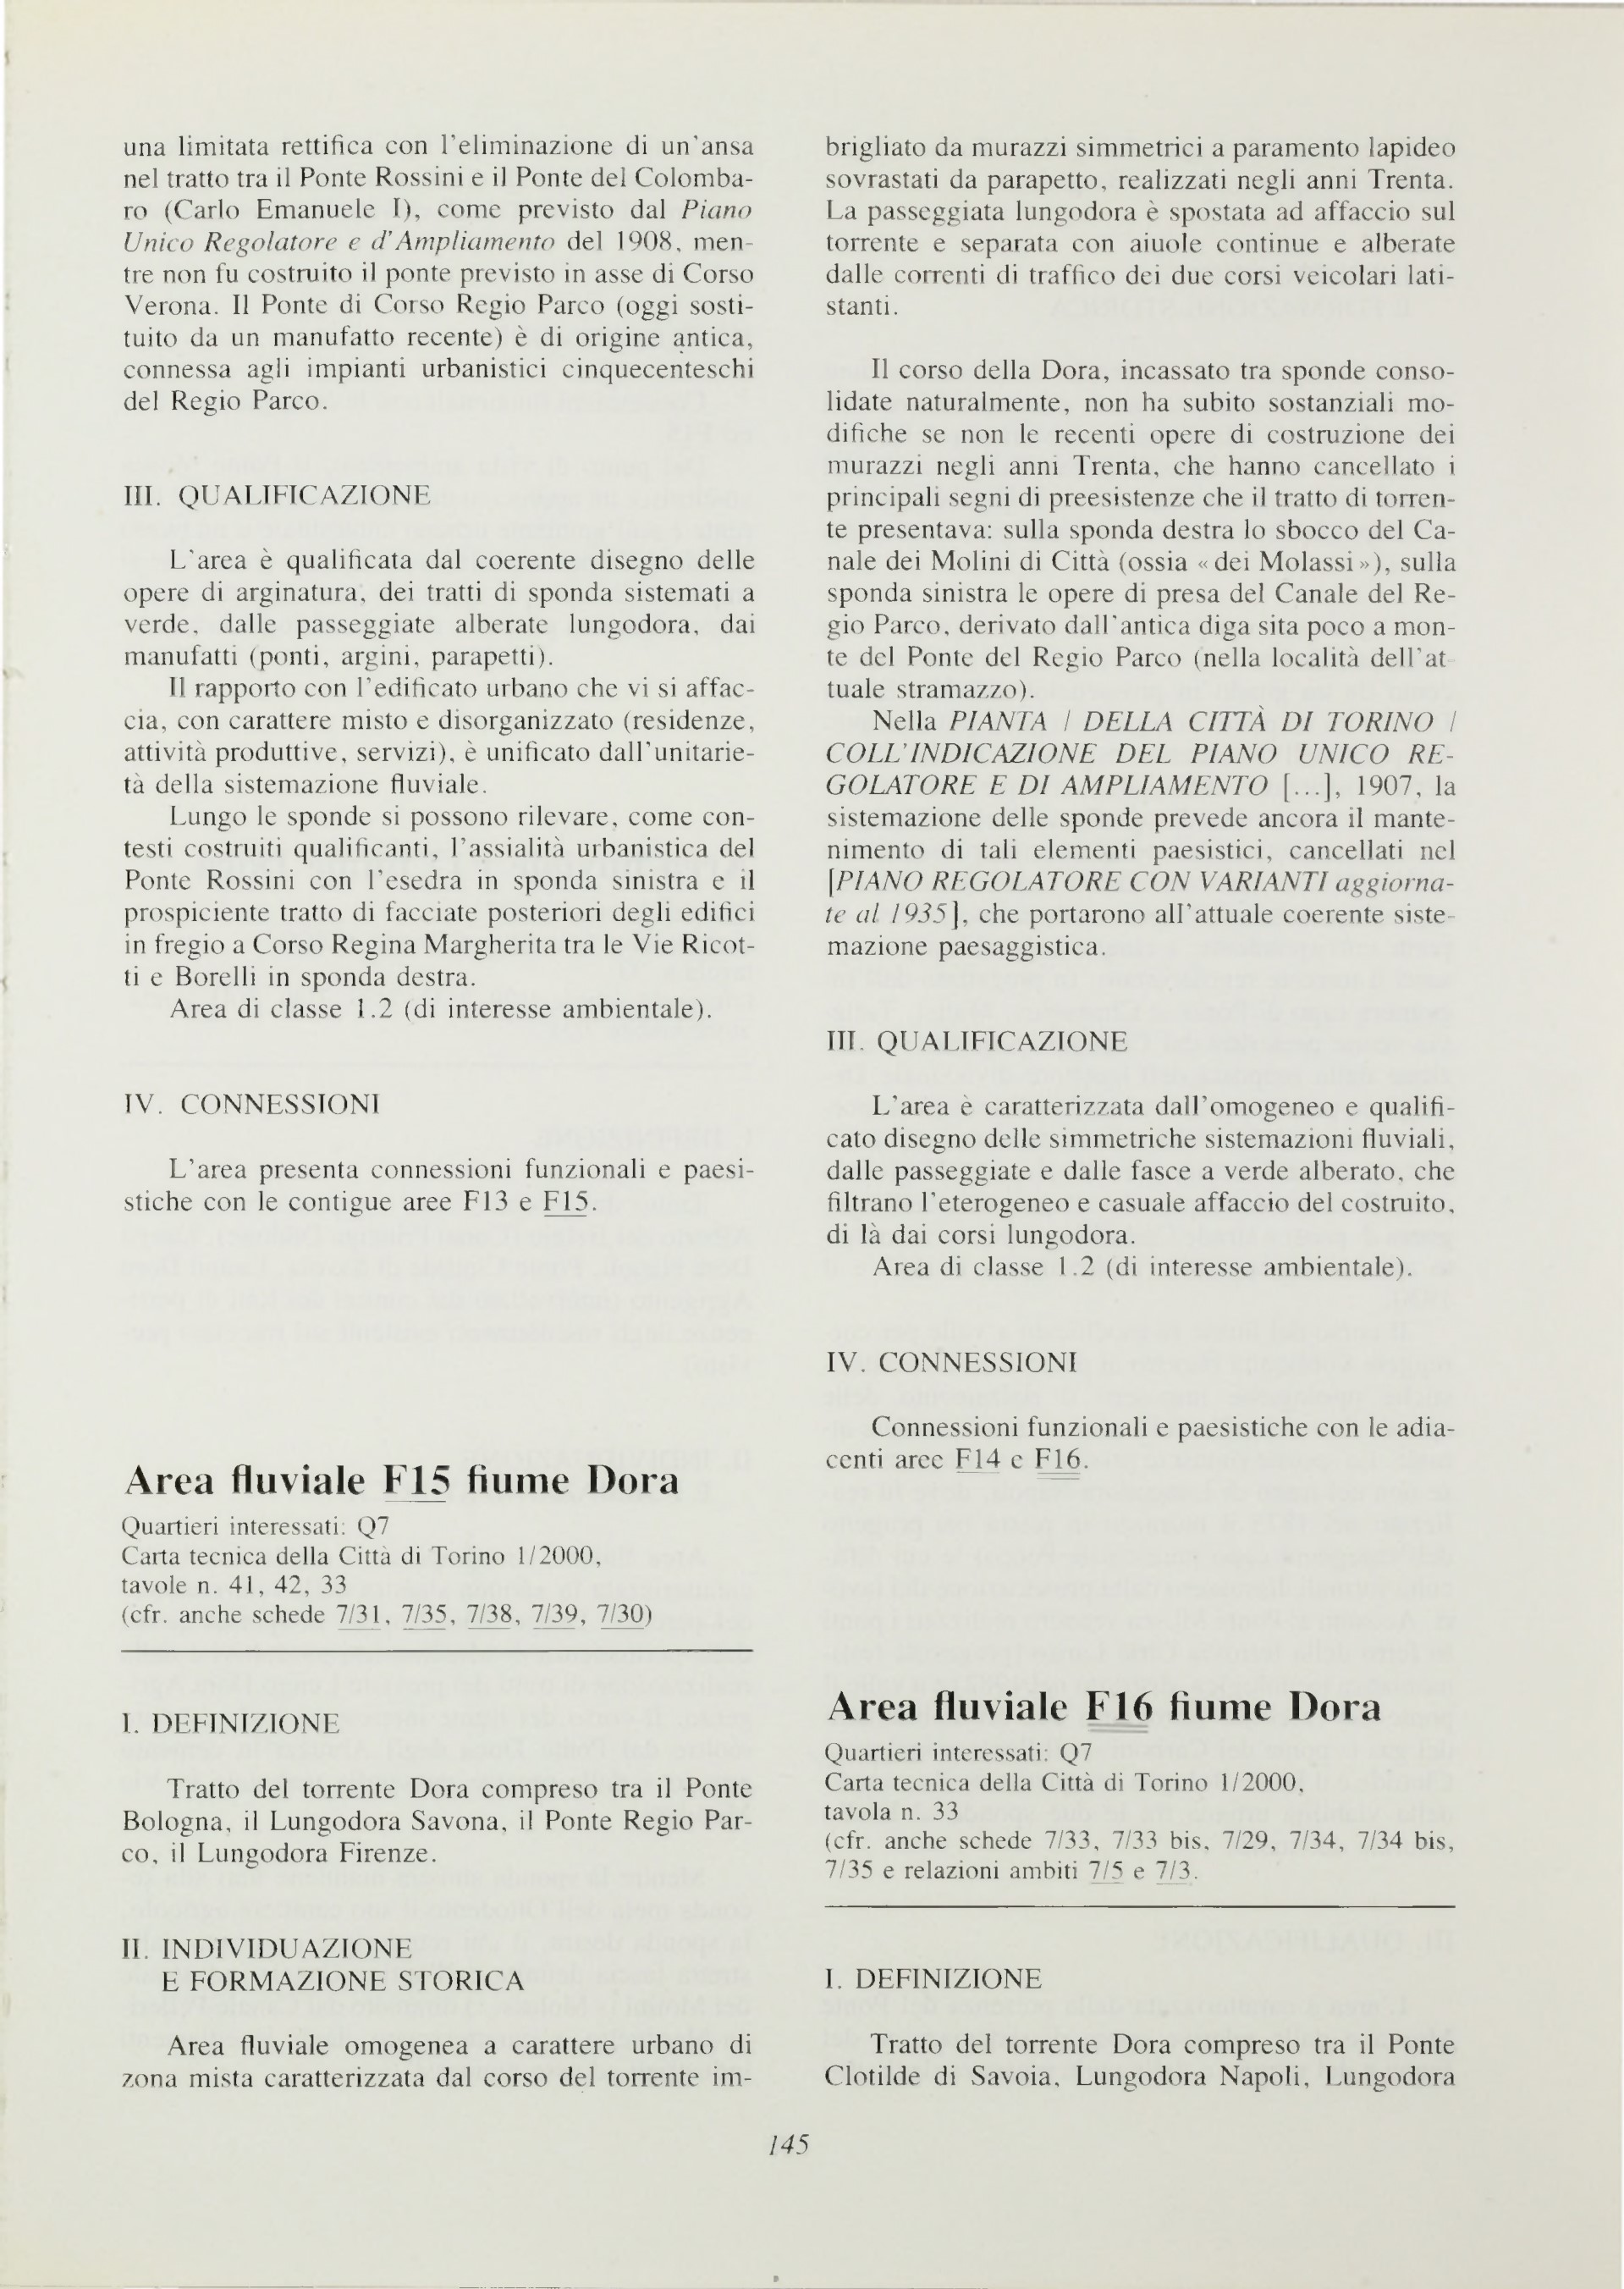 una limitata rettifica con l'eliminazione di un'ansa
nel tratto tra il Ponte Rossini e il Ponte del Colomba-
ro (Carlo Emanuele I), come previsto dal Piano
Unico Regolatore e d'Ampliamento del 1908, men-
tre non fu costruito il ponte previsto in asse di Corso
Verona. Il Ponte di Corso Regio Parco (oggi sosti-
tuito da un manufatto recente) è di origine antica,
connessa agli impianti urbanistici cinquecenteschi
del Regio Parco.
III. QUALIFICAZIONE
L'area è qualificata dal coerente disegno delle
opere di arginatura, dei tratti di sponda sistemati a
verde, dalle passeggiate alberate lungodora, dai
manufatti (ponti, argini, parapetti).
Il rapporto con l'edificato urbano che vi si affac-
cia, con carattere misto e disorganizzato (residenze,
attività produttive, servizi), è unificato dall'unitarie-
tà della sistemazione fluviale.
Lungo le sponde si possono rilevare, come con-
testi costruiti qualificanti, l'assialità urbanistica del
Ponte Rossini con l'esedra in sponda sinistra e il
prospiciente tratto di facciate posteriori degli edifici
in fregio a Corso Regina Margherita tra le Vie Ricot-
ti e Borelli in sponda destra.
Area di classe 1.2 (di interesse ambientale).
IV. CONNESSIONI
L'area presenta connessioni funzionali e paesi-
stiche con le contigue aree F13 e F15.
Area fluviale F15 fiume Dora
Quartieri interessati: Q7
Carta tecnica della Città di Torino 1/2000,
tavole n. 41, 42, 33
(cfr. anche schede 7/31, 7/35, 7/38, 7/39, 7/30)
I. DEFINIZIONE
Tratto del torrente Dora compreso tra il Ponte
Bologna, il Lungodora Savona, il Ponte Regio Par-
co, il Lungodora Firenze.
II. INDIVIDUAZIONE
E FORMAZIONE STORICA
Area fluviale omogenea a carattere urbano di
zona mista caratterizzata dal corso del torrente im-
brigliato da murazzi simmetrici a paramento lapideo
sovrastati da parapetto, realizzati negli anni Trenta.
La passeggiata lungodora è spostata ad affaccio sul
torrente e separata con aiuole continue e alberate
dalle correnti di traffico dei due corsi veicolari lati-
stanti.
Il corso della Dora, incassato tra sponde conso-
lidate naturalmente, non ha subito sostanziali mo-
difiche se non le recenti opere di costruzione dei
murazzi negli anni Trenta, che hanno cancellato i
principali segni di preesistenze che il tratto di torren-
te presentava: sulla sponda destra lo sbocco del Ca-
nale dei Molini di Città (ossia «dei Molassi»), sulla
sponda sinistra le opere di presa del Canale del Re-
gio Parco, derivato dall'antica diga sita poco a mon-
te del Ponte del Regio Parco (nella località dell'at-
tuale stramazzo).
Nella PIANTA / DELLA CITTÀ DI TORINO /
COLL'INDICAZIONE DEL PIANO UNICO RE-
GOLATORE E DI AMPLIAMENTO [...], 1907, la
sistemazione delle sponde prevede ancora il mante-
nimento di tali elementi paesistici, cancellati nel
[PIANO REGOLATORE CON VARIANTI aggiorna-
te al 1935], che portarono all'attuale coerente siste-
mazione paesaggistica.
III. QUALIFICAZIONE
L'area è caratterizzata dall'omogeneo e qualifi-
cato disegno delle simmetriche sistemazioni fluviali,
dalle passeggiate e dalle fasce a verde alberato, che
filtrano l'eterogeneo e casuale affaccio del costruito,
di là dai corsi lungodora.
Area di classe 1.2 (di interesse ambientale).
IV. CONNESSIONI
Connessioni funzionali e paesistiche con le adia-
centi aree F14 e F16.
Area fluviale F16 fiume Dora
Quartieri interessati: Q7
Carta tecnica della Città di Torino 1/2000,
tavola n. 33
(cfr. anche schede 7/33, 7/33 bis, 7/29, 7/34, 7/34 bis,
7/35 e relazioni ambiti 7/5 e 7/3.
I. DEFINIZIONE
Tratto del torrente Dora compreso tra il Ponte
Clotilde di Savoia, Lungodora Napoli, Lungodora
145